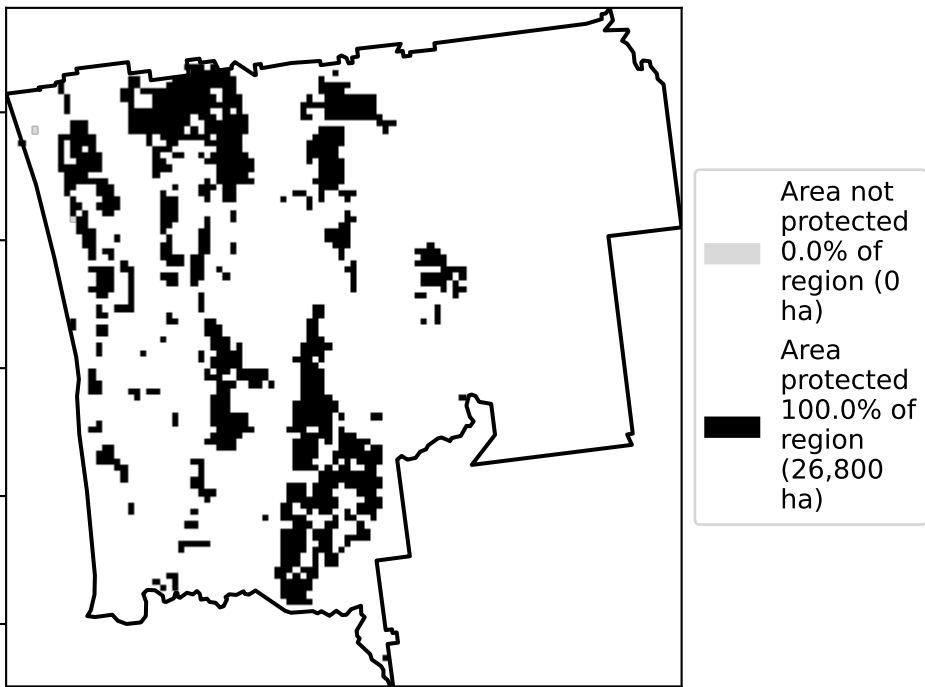 Area not
protected
0.0% of
region (0
ha)
Area
protected
100.0% of
region
(26,800
ha)